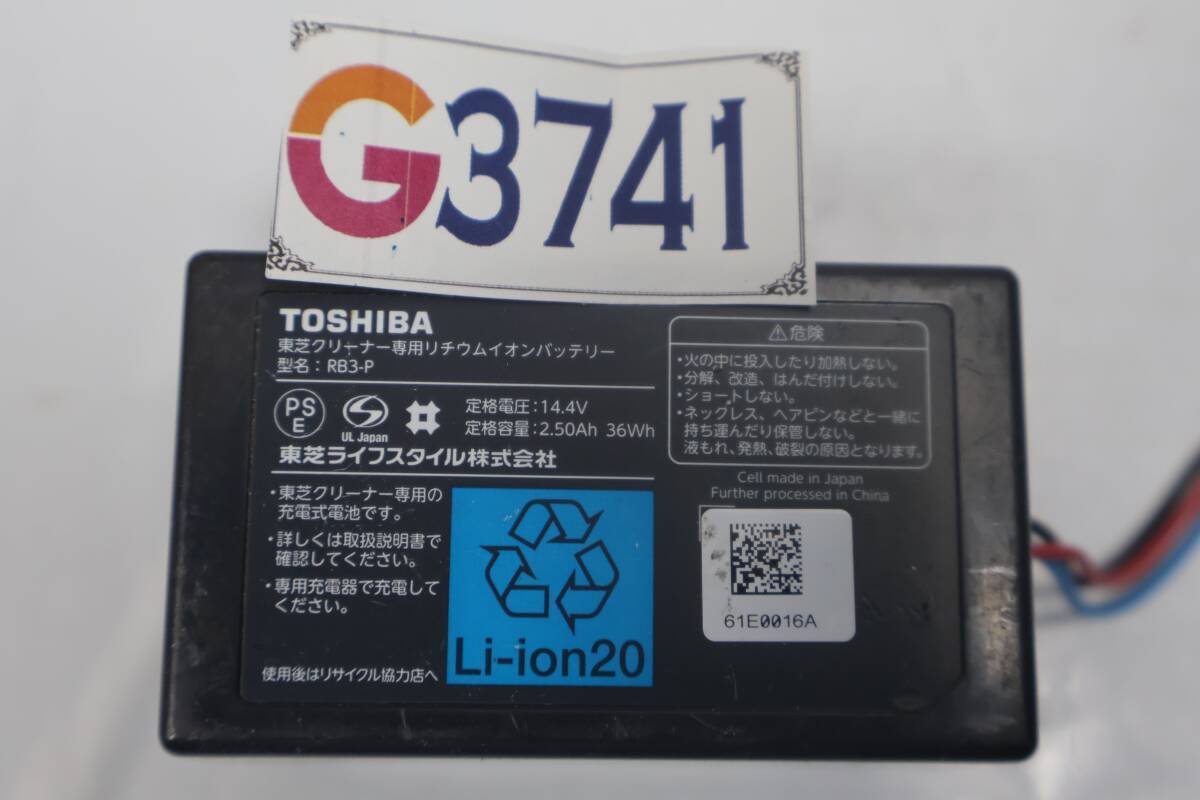 G3741
TOSHIBA
東芝クリーナー専用リチウムイオンバッテリー
型名：RB3-P
PS
E
UL Japan
定格電圧：14.4V
定格容量：2.50Ah 36Wh
東芝ライフスタイル株式会社
・東芝クリーナー専用の
充電式電池です。
・詳しくは取扱説明書で
確認してください。
・専用充電器で充電して
ください。
使用後はリサイクル協力店へ
Li-ion20
⚠危険
・火の中に投入したり加熱しない。
・分解、改造、はんだ付けしない。
・ショートしない。
・ネックレス、ヘアピンなどと一緒に
持ち運んだり保管しない。
液もれ、発熱、破裂の原因となります。
Cell made in Japan
Further processed in China
61E0016A